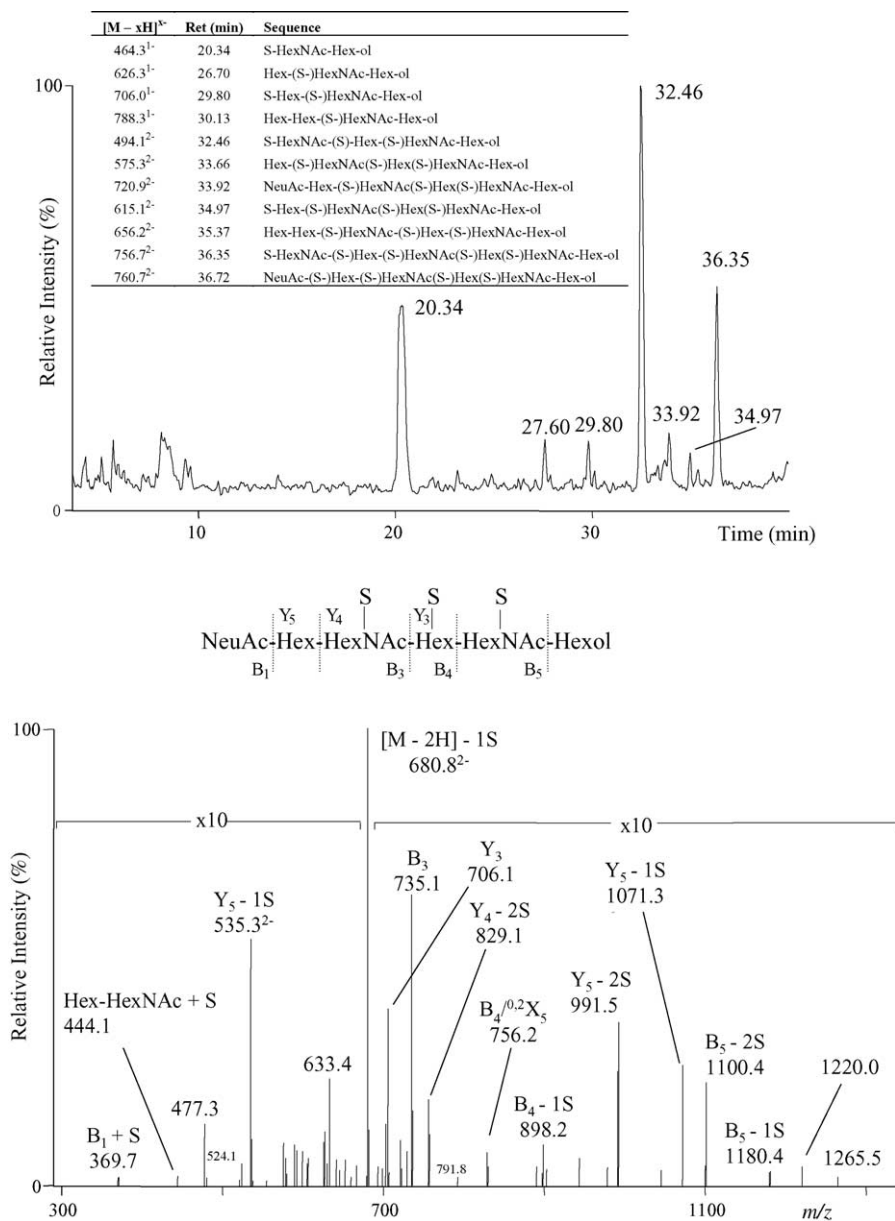 [M – xH]x- Ret (min) Sequence
464.3¹⁻ 20.34 S-HexNAc-Hex-ol
626.3¹⁻ 26.70 Hex-(S-)HexNAc-Hex-ol
706.0¹⁻ 29.80 S-Hex-(S-)HexNAc-Hex-ol
788.3¹⁻ 30.13 Hex-Hex-(S-)HexNAc-Hex-ol
494.1²⁻ 32.46 S-HexNAc-(S)-Hex-(S-)HexNAc-Hex-ol
575.3²⁻ 33.66 Hex-(S-)HexNAc(S-)Hex(S-)HexNAc-Hex-ol
720.9²⁻ 33.92 NeuAc-Hex-(S-)HexNAc(S-)Hex(S-)HexNAc-Hex-ol
615.1²⁻ 34.97 S-Hex-(S-)HexNAc(S-)Hex(S-)HexNAc-Hex-ol
656.2²⁻ 35.37 Hex-Hex-(S-)HexNAc-(S-)Hex-(S-)HexNAc-Hex-ol
756.7²⁻ 36.35 S-HexNAc-(S-)Hex-(S-)HexNAc(S-)Hex(S-)HexNAc-Hex-ol
760.7²⁻ 36.72 NeuAc-(S-)Hex-(S-)HexNAc(S-)Hex(S-)HexNAc-Hex-ol
Relative Intensity (%)
100
0
32.46
36.35
20.34
27.60
29.80
33.92
34.97
10 20 30
Time (min)
S S S
Y₅ Y₄ Y₃
NeuAc-Hex-HexNAc-Hex-HexNAc-Hexol
B₁ B₃ B₄ B₅
Relative Intensity (%)
100
0
[M - 2H] - 1S
680.8²⁻
x10
x10
B₃
735.1
Y₃
706.1
Y₅ - 1S
1071.3
Y₅ - 1S
535.3²⁻
Y₄ - 2S
829.1
Y₅ - 2S
991.5
Hex-HexNAc + S
444.1
B₄/⁰,²X₅
756.2
633.4
B₅ - 2S
1100.4
1220.0
477.3
B₄ - 1S
898.2
B₁ + S
369.7
524.1
791.8
B₅ - 1S
1180.4
1265.5
300 700 1100 m/z